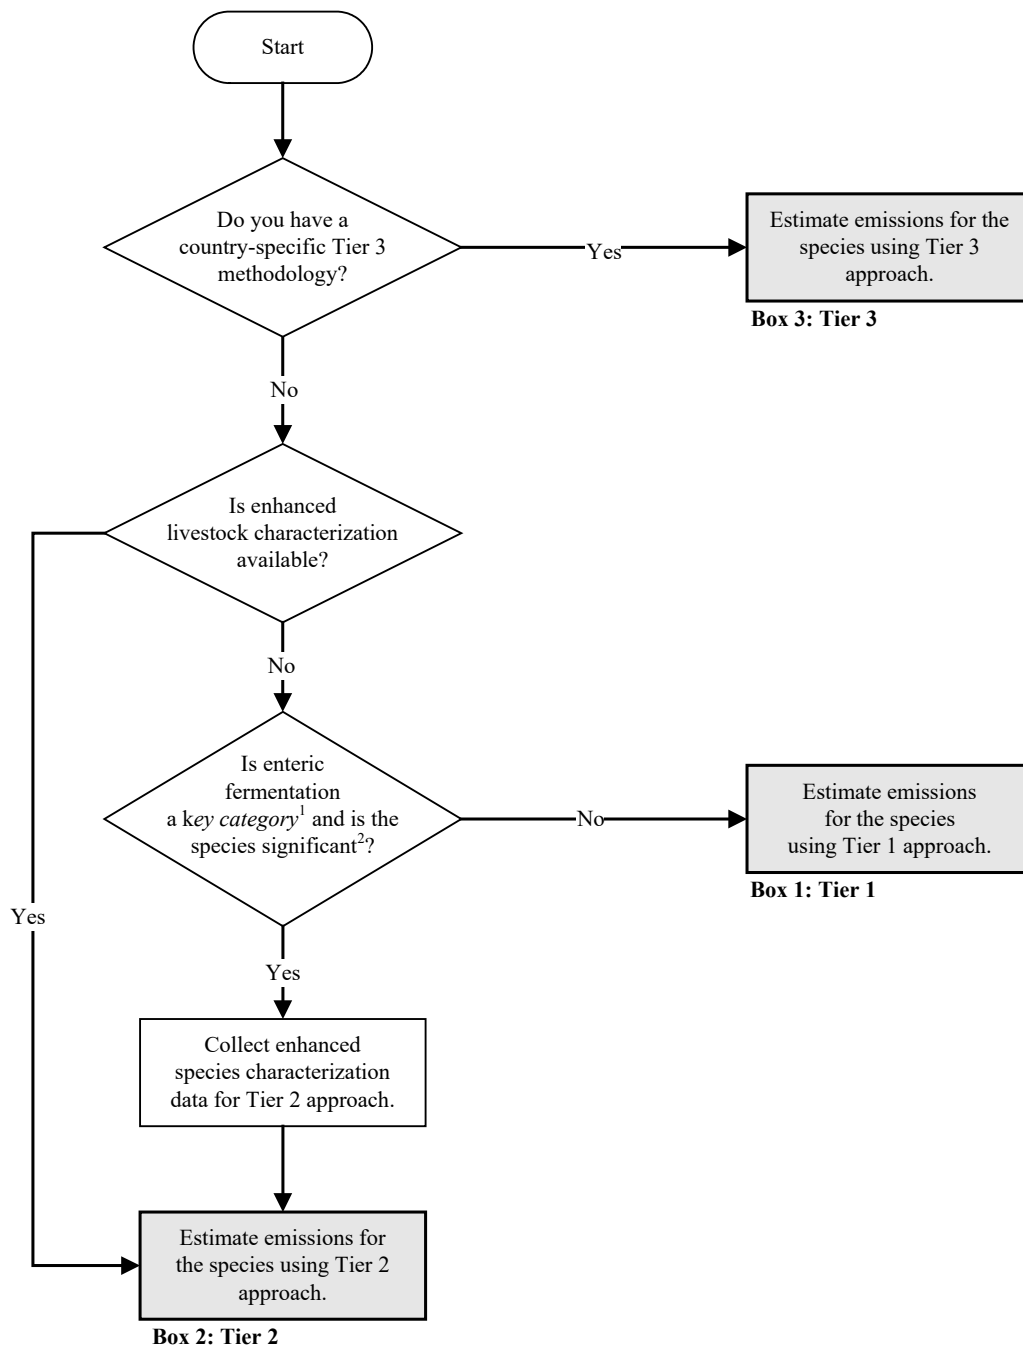 Start
Do you have a
country-specific Tier 3
methodology?
Yes
Estimate emissions for the
species using Tier 3
approach.
Box 3: Tier 3
No
Is enhanced
livestock characterization
available?
No
Is enteric
fermentation
a key category1 and is the
species significant2?
No
Estimate emissions
for the species
using Tier 1 approach.
Box 1: Tier 1
Yes
Yes
Collect enhanced
species characterization
data for Tier 2 approach.
Estimate emissions for
the species using Tier 2
approach.
Box 2: Tier 2